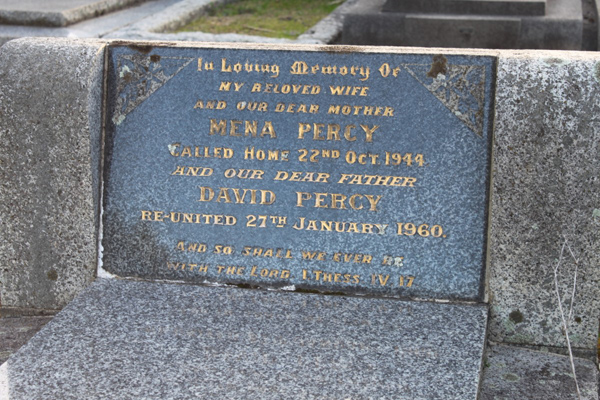 In Loving Memory Of
MY BELOVED WIFE
AND OUR DEAR MOTHER
MENA PERCY
CALLED HOME 22ND OCT 1944
AND OUR DEAR FATHER
DAVID PERCY
RE-UNITED 27TH JANUARY 1960.
AND SO SHALL WE EVER BE
WITH THE LORD. I THESS. IV. 17